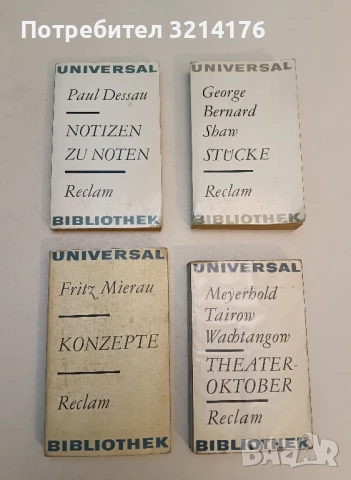 Потребител 3214176
UNIVERSAL
Paul Dessau
NOTIZEN
ZU NOTEN
Reclam
BIBLIOTHEK
UNIVERSAL
George
Bernard
Shaw
STÜCKE
Reclam
BIBLIOTHEK
UNIVERSAL
Fritz Mierau
KONZEPTE
Reclam
BIBLIOTHEK
UNIVERSAL
Meyerhold
Tairow
Wachtangow
THEATER-
OKTOBER
Reclam
BIBLIOTHEK
BAZAR